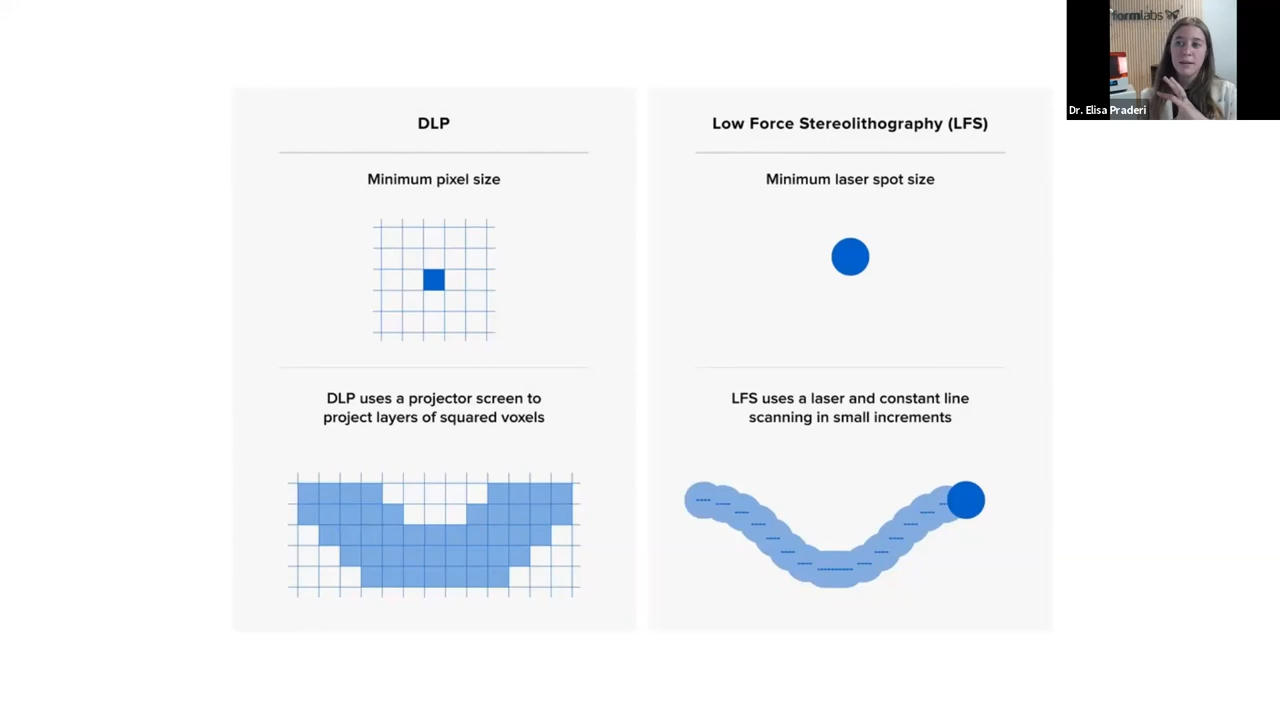 formlabs
Dr. Elisa Praderi
DLP
Minimum pixel size
DLP uses a projector screen to
project layers of squared voxels
Low Force Stereolithography (LFS)
Minimum laser spot size
LFS uses a laser and constant line
scanning in small increments